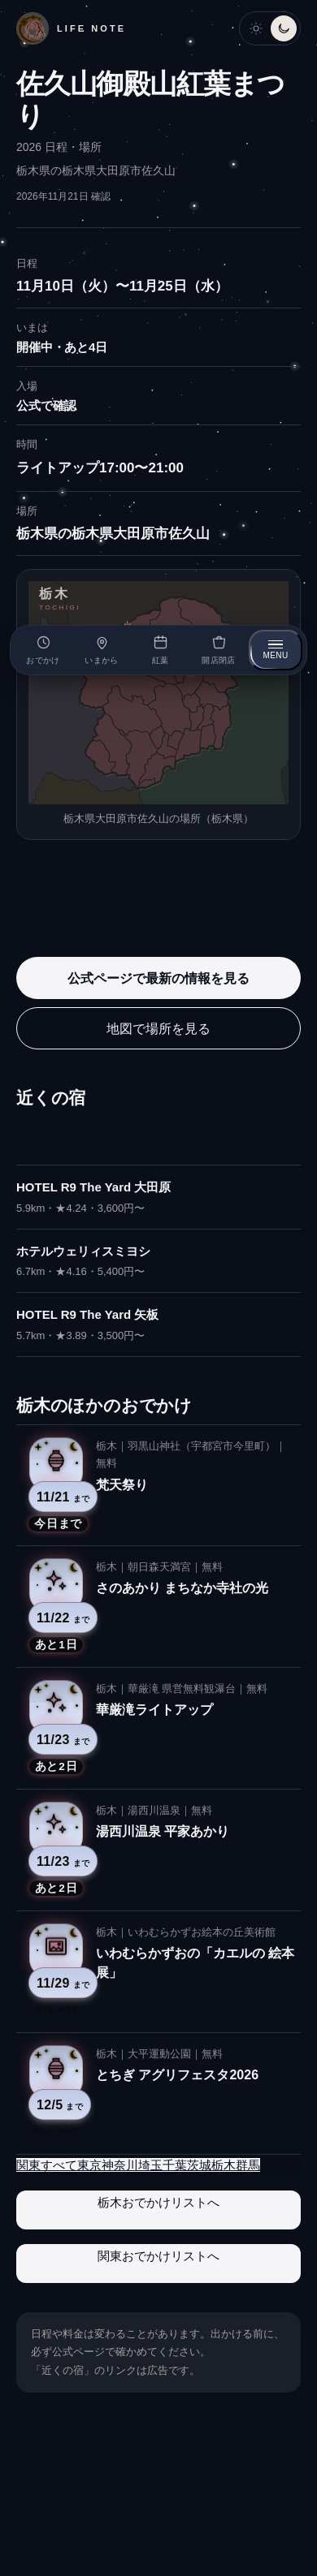 LIFE NOTE
佐久山御殿山紅葉まつ
り
2026 日程・場所
栃木県の栃木県大田原市佐久山
2026年11月21日 確認
日程
11月10日（火）〜11月25日（水）
いまは
開催中・あと4日
入場
公式で確認
時間
ライトアップ17:00〜21:00
場所
栃木県の栃木県大田原市佐久山
栃木
TOCHIGI
おでかけ
いまから
紅葉
開店閉店
MENU
栃木県大田原市佐久山の場所（栃木県）
公式ページで最新の情報を見る
地図で場所を見る
近くの宿
HOTEL R9 The Yard 大田原
5.9km・★4.24・3,600円〜
ホテルウェリィスミヨシ
6.7km・★4.16・5,400円〜
HOTEL R9 The Yard 矢板
5.7km・★3.89・3,500円〜
栃木のほかのおでかけ
栃木｜羽黒山神社（宇都宮市今里町）｜
無料
梵天祭り
11/21 まで
今日まで
栃木｜朝日森天満宮｜無料
さのあかり まちなか寺社の光
11/22 まで
あと1日
栃木｜華厳滝 県営無料観瀑台｜無料
華厳滝ライトアップ
11/23 まで
あと2日
栃木｜湯西川温泉｜無料
湯西川温泉 平家あかり
11/23 まで
あと2日
栃木｜いわむらかずお絵本の丘美術館
いわむらかずおの「カエルの 絵本
展」
11/29 まで
栃木｜大平運動公園｜無料
とちぎ アグリフェスタ2026
12/5 まで
関東すべて東京神奈川埼玉千葉茨城栃木群馬
栃木おでかけリストへ
関東おでかけリストへ
日程や料金は変わることがあります。出かける前に、
必ず公式ページで確かめてください。
「近くの宿」のリンクは広告です。